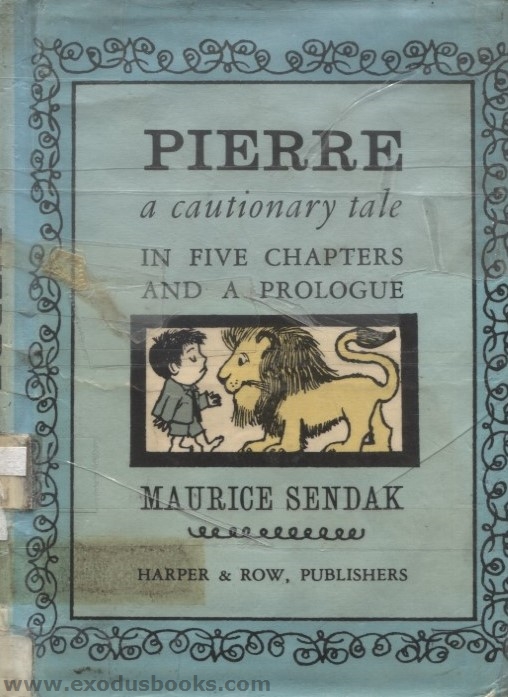 PIERRE
a cautionary tale
IN FIVE CHAPTERS
AND A PROLOGUE
MAURICE SENDAK
HARPER & ROW, PUBLISHERS
www.exodusbooks.com